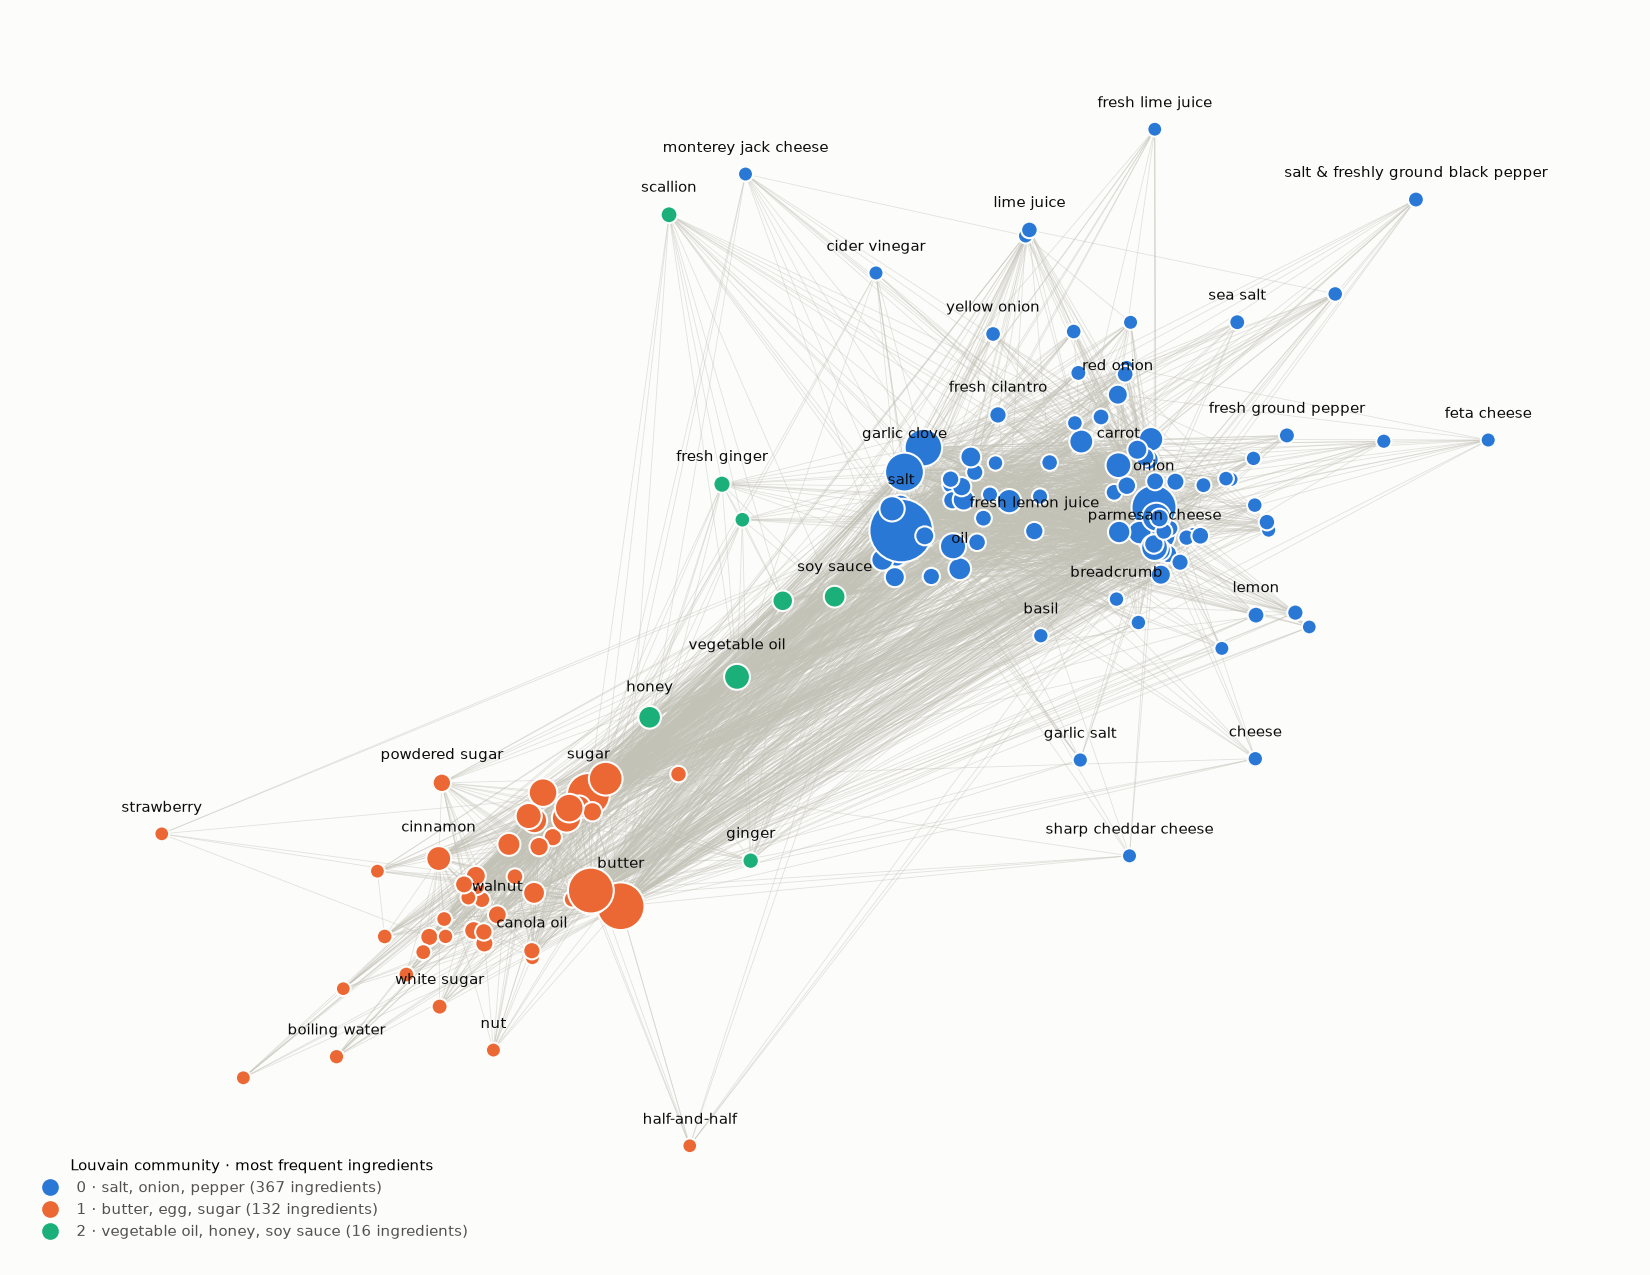 fresh lime juice
monterey jack cheese
salt & freshly ground black pepper
scallion
lime juice
cider vinegar
sea salt
yellow onion
red onion
fresh cilantro
fresh ground pepper
feta cheese
garlic clove
carrot
fresh ginger
onion
salt
fresh lemon juice
parmesan cheese
oil
soy sauce
breadcrumb
lemon
basil
vegetable oil
honey
garlic salt
cheese
powdered sugar
sugar
strawberry
cinnamon
ginger
sharp cheddar cheese
butter
walnut
canola oil
white sugar
nut
boiling water
half-and-half
Louvain community · most frequent ingredients
0 · salt, onion, pepper (367 ingredients)
1 · butter, egg, sugar (132 ingredients)
2 · vegetable oil, honey, soy sauce (16 ingredients)